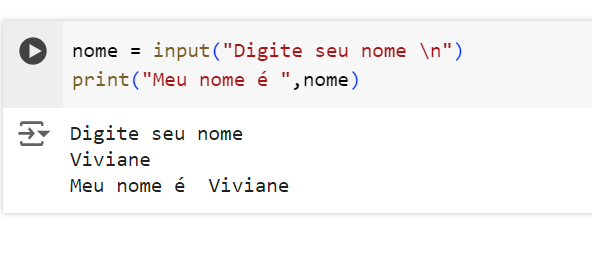 nome = input("Digite seu nome \n")
print("Meu nome é ",nome)
Digite seu nome
Viviane
Meu nome é  Viviane